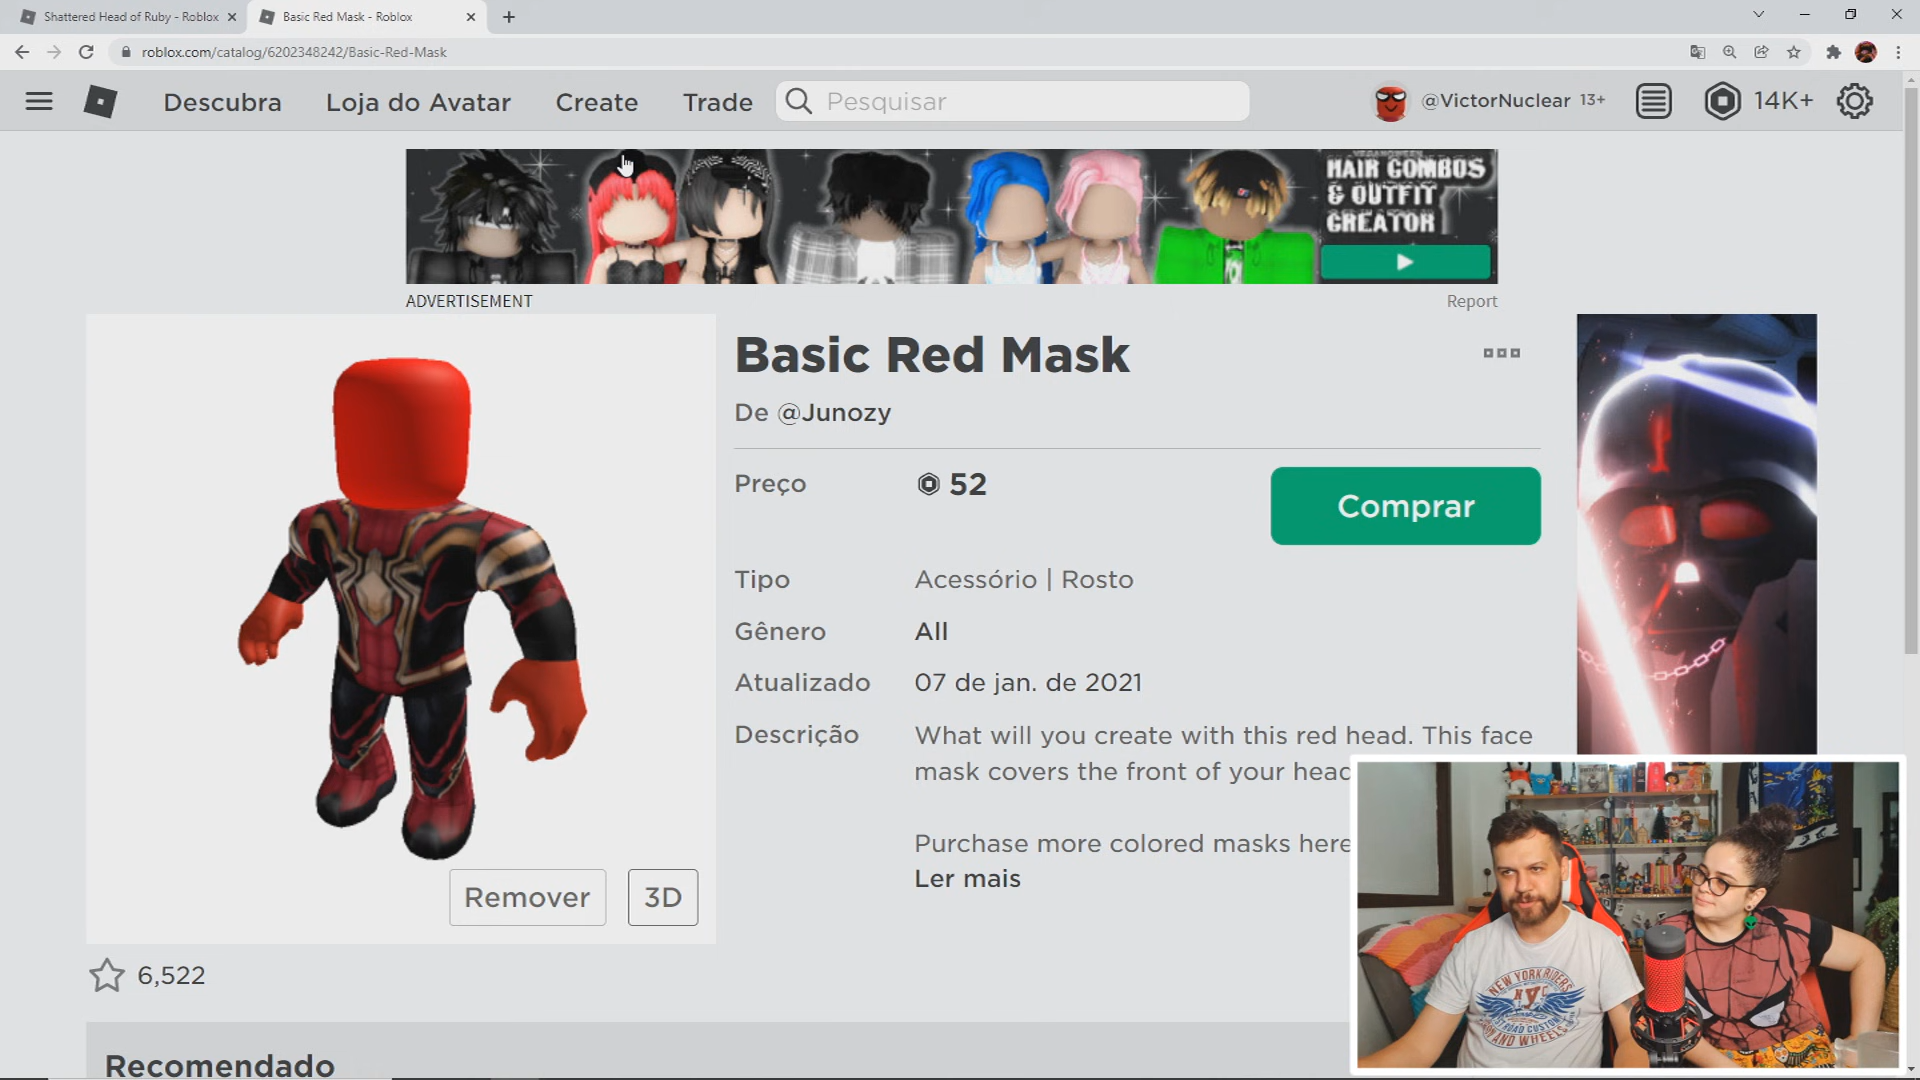 Shattered Head of Ruby - Roblox
Basic Red Mask - Roblox
roblox.com/catalog/6202348242/Basic-Red-Mask
Descubra
Loja do Avatar
Create
Trade
Pesquisar
@VictorNuclear 13+
14K+
HAIR COMBOS
& OUTFIT
CREATOR
ADVERTISEMENT
Report
Basic Red Mask
De @Junozy
Preço
52
Comprar
Tipo
Acessório | Rosto
Gênero
All
Atualizado
07 de jan. de 2021
Descrição
What will you create with this red head. This face
mask covers the front of your head
Purchase more colored masks here
Ler mais
Remover
3D
6,522
Recomendado
NEW YORK RIDERS
NYC